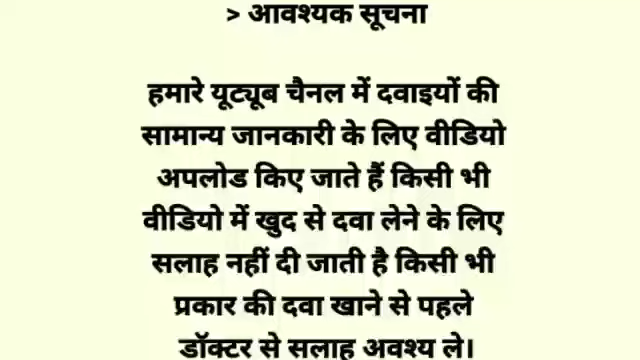 > आवश्यक सूचना
हमारे यूट्यूब चैनल में दवाइयों की
सामान्य जानकारी के लिए वीडियो
अपलोड किए जाते हैं किसी भी
वीडियो में खुद से दवा लेने के लिए
सलाह नहीं दी जाती है किसी भी
प्रकार की दवा खाने से पहले
डॉक्टर से सलाह अवश्य ले।